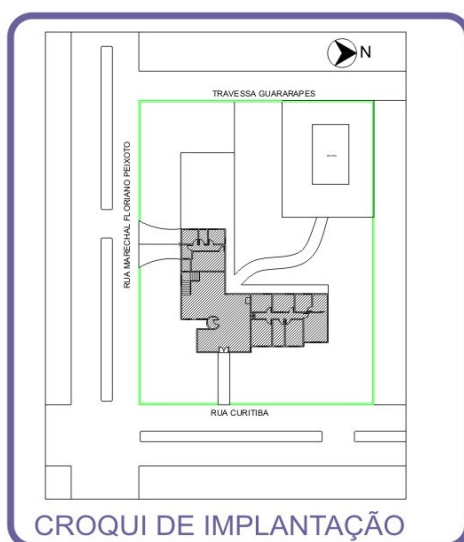 N
TRAVESSA GUARARAPES
RUA MARECHAL FLORIANO PEIXOTO
RUA CURITIBA
CROQUI DE IMPLANTAÇÃO